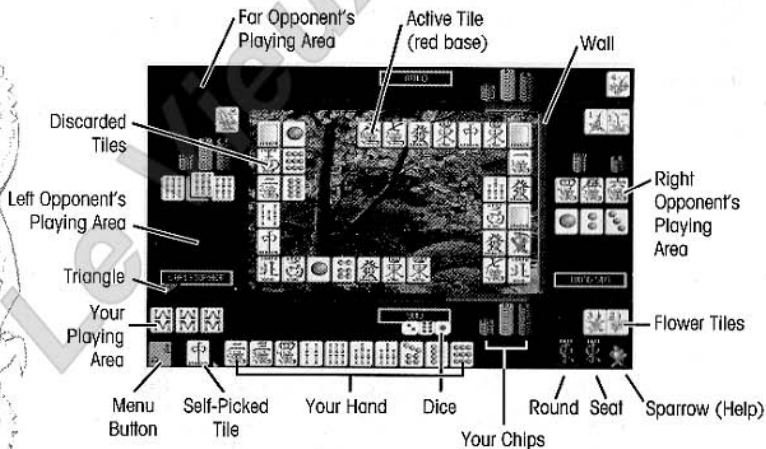 Far Opponent's
Playing Area
Active Tile
(red base)
Wall
Discarded
Tiles
Left Opponent's
Playing Area
Right
Opponent's
Playing
Area
Triangle
Your
Playing
Area
Flower Tiles
Menu
Button
Self-Picked
Tile
Your Hand
Dice
Your Chips
Round
Seat
Sparrow (Help)
Le Vieux